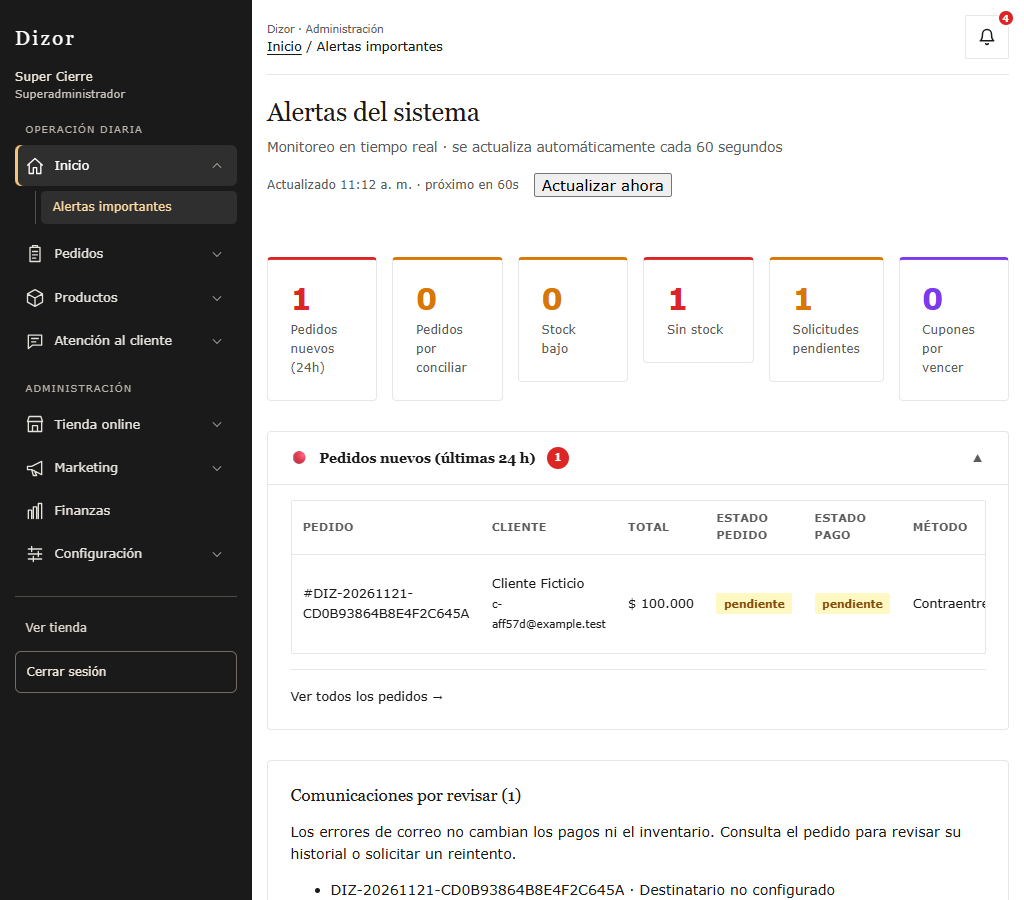 Dizor
Super Cierre
Superadministrador
OPERACIÓN DIARIA
Inicio
Alertas importantes
Pedidos
Productos
Atención al cliente
ADMINISTRACIÓN
Tienda online
Marketing
Finanzas
Configuración
Ver tienda
Cerrar sesión
Dizor · Administración
Inicio / Alertas importantes
4
Alertas del sistema
Monitoreo en tiempo real · se actualiza automáticamente cada 60 segundos
Actualizado 11:12 a. m. · próximo en 60s
Actualizar ahora
1
Pedidos
nuevos
(24h)
0
Pedidos
por
conciliar
0
Stock
bajo
1
Sin stock
1
Solicitudes
pendientes
0
Cupones
por
vencer
Pedidos nuevos (últimas 24 h) 1
▲
PEDIDO CLIENTE TOTAL ESTADO PEDIDO ESTADO PAGO MÉTODO
#DIZ-20261121-
CD0B93864B8E4F2C645A
Cliente Ficticio
c-
aff57d@example.test
$ 100.000
pendiente
pendiente
Contraentre
Ver todos los pedidos →
Comunicaciones por revisar (1)
Los errores de correo no cambian los pagos ni el inventario. Consulta el pedido para revisar su
historial o solicitar un reintento.
• DIZ-20261121-CD0B93864B8E4F2C645A · Destinatario no configurado